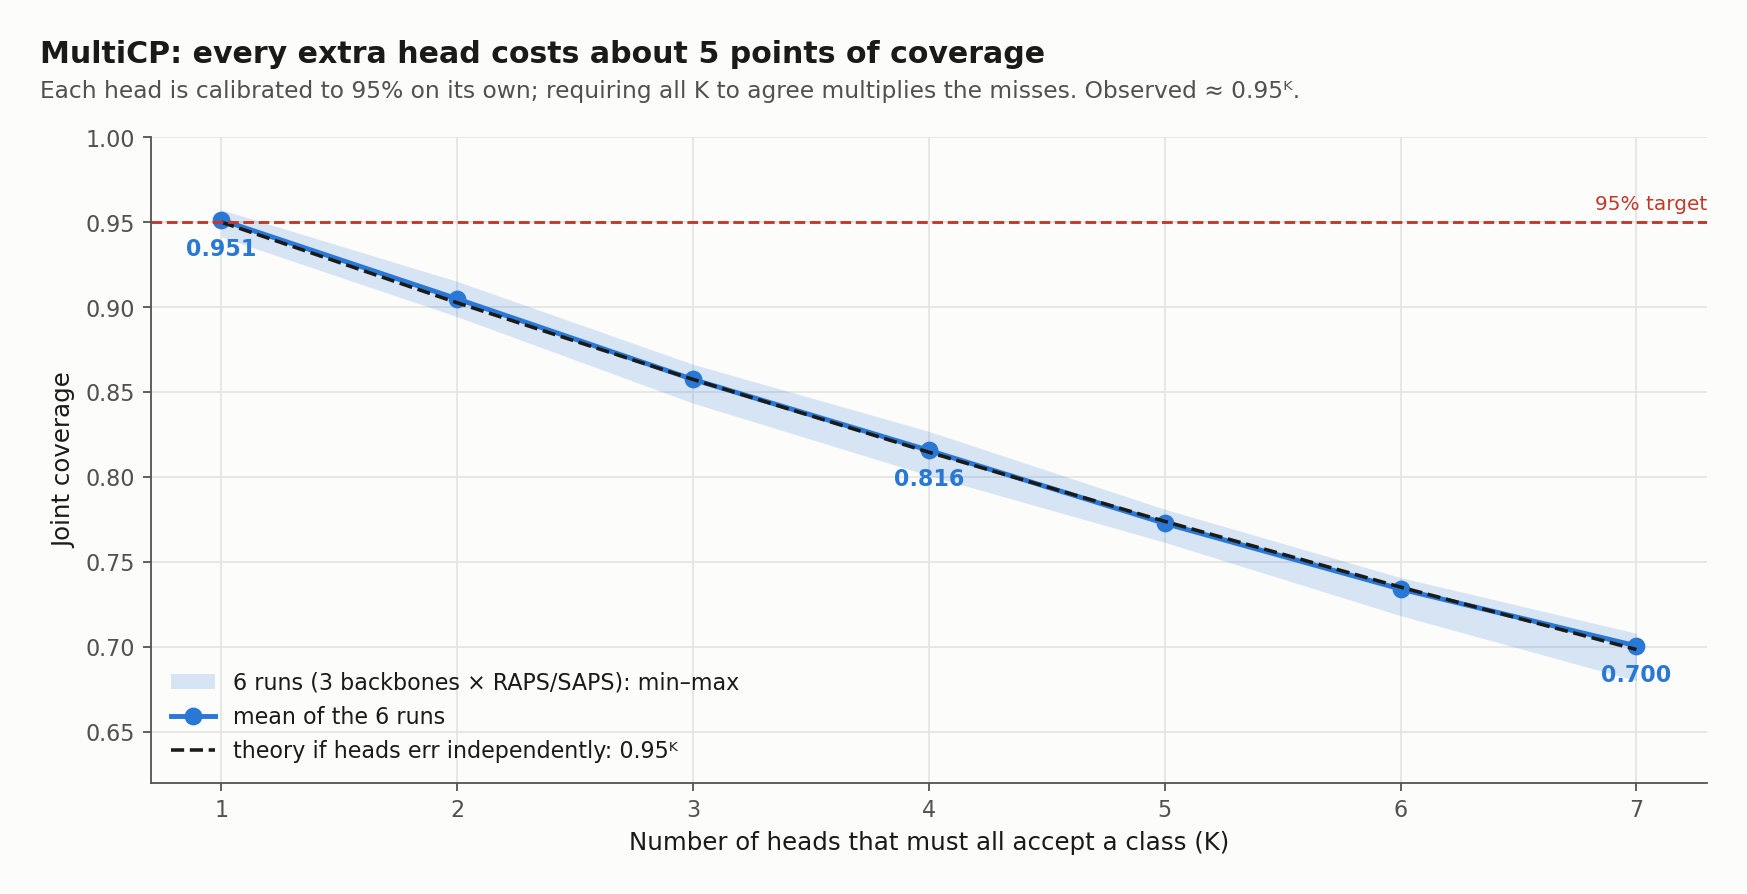 MultiCP: every extra head costs about 5 points of coverage
Each head is calibrated to 95% on its own; requiring all K to agree multiplies the misses. Observed ≈ 0.95ᴷ.
1.00
0.95
0.90
0.85
0.80
0.75
0.70
0.65
Joint coverage
95% target
0.951
0.816
0.700
6 runs (3 backbones × RAPS/SAPS): min–max
mean of the 6 runs
theory if heads err independently: 0.95ᴷ
1 2 3 4 5 6 7
Number of heads that must all accept a class (K)